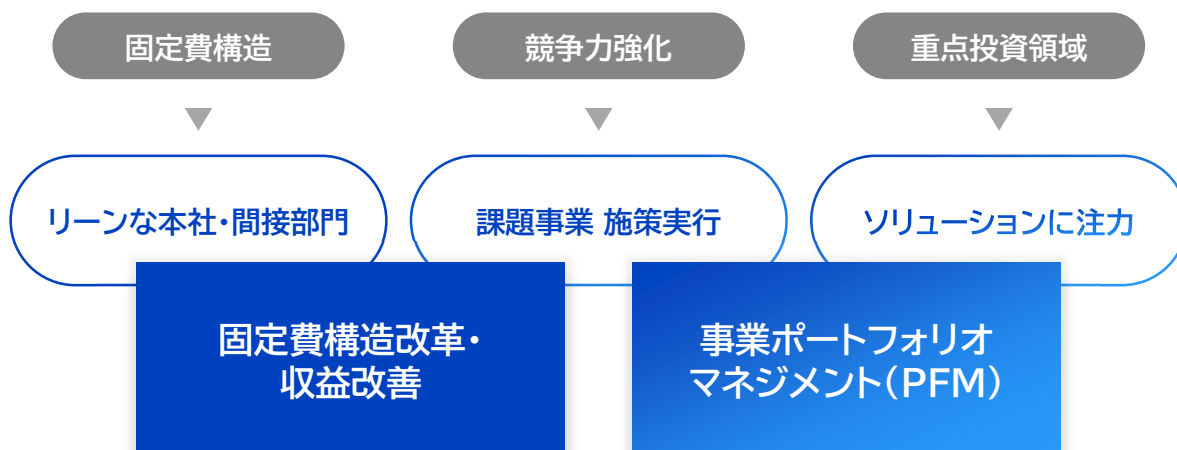 固定費構造
競争力強化
重点投資領域
リーンな本社・間接部門
課題事業 施策実行
ソリューションに注力
固定費構造改革・
収益改善
事業ポートフォリオ
マネジメント（PFM）